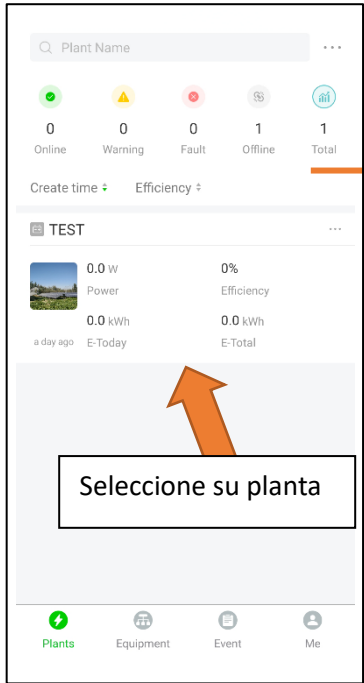 Plant Name
0 0 0 1 1
Online Warning Fault Offline Total
Create time Efficiency
TEST
0.0 W 0%
Power Efficiency
0.0 kWh 0.0 kWh
a day ago E-Today E-Total
Seleccione su planta
Plants Equipment Event Me